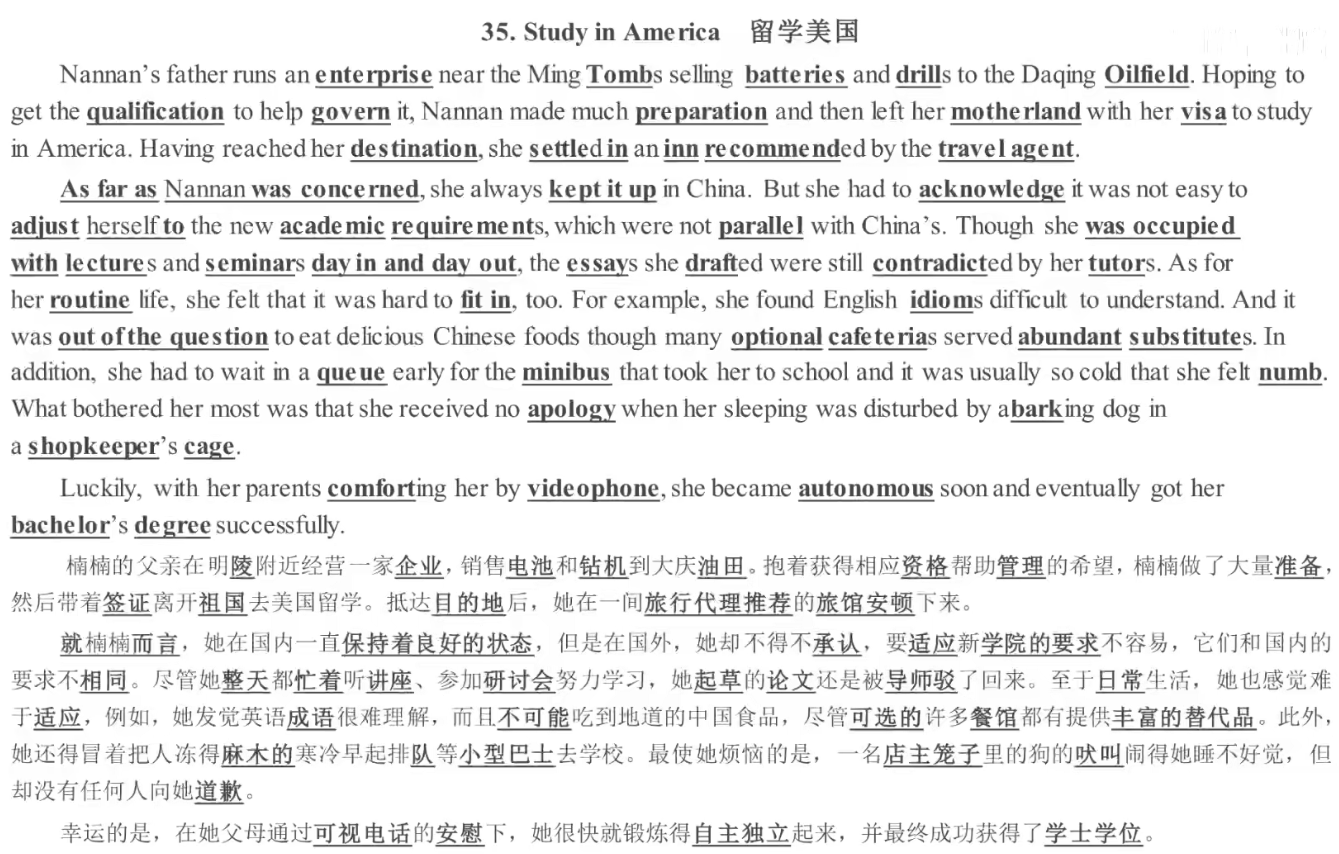 35. Study in America 留学美国
Nannan's father runs an enterprise near the Ming Tombs selling batteries and drills to the Daqing Oilfield. Hoping to
get the qualification to help govern it, Nannan made much preparation and then left her motherland with her visa to study
in America. Having reached her destination, she settled in an inn recommended by the travel agent.
As far as Nannan was concerned, she always kept it up in China. But she had to acknowledge it was not easy to
adjust herself to the new academic requirements, which were not parallel with China's. Though she was occupied
with lectures and seminars day in and day out, the essays she drafted were still contradicted by her tutors. As for
her routine life, she felt that it was hard to fit in, too. For example, she found English idioms difficult to understand. And it
was out of the question to eat delicious Chinese foods though many optional cafeterias served abundant substitutes. In
addition, she had to wait in a queue early for the minibus that took her to school and it was usually so cold that she felt numb.
What bothered her most was that she received no apology when her sleeping was disturbed by abarking dog in
a shopkeeper's cage.
Luckily, with her parents comforting her by videophone, she became autonomous soon and eventually got her
bachelor's degree successfully.
楠楠的父亲在明陵附近经营一家企业，销售电池和钻机到大庆油田。抱着获得相应资格帮助管理的希望，楠楠做了大量准备，
然后带着签证离开祖国去美国留学。抵达目的地后，她在一间旅行代理推荐的旅馆安顿下来。
就楠楠而言，她在国内一直保持着良好的状态，但是在国外，她却不得不承认，要适应新学院的要求不容易，它们和国内的
要求不相同。尽管她整天都忙着听讲座、参加研讨会努力学习，她起草的论文还是被导师驳了回来。至于日常生活，她也感觉难
于适应，例如，她发觉英语成语很难理解，而且不可能吃到地道的中国食品，尽管可选的许多餐馆都有提供丰富的替代品。此外，
她还得冒着把人冻得麻木的寒冷早起排队等小型巴士去学校。最使她烦恼的是，一名店主笼子里的狗的吠叫闹得她睡不好觉，但
却没有任何人向她道歉。
幸运的是，在她父母通过可视电话的安慰下，她很快就锻炼得自主独立起来，并最终成功获得了学士学位。